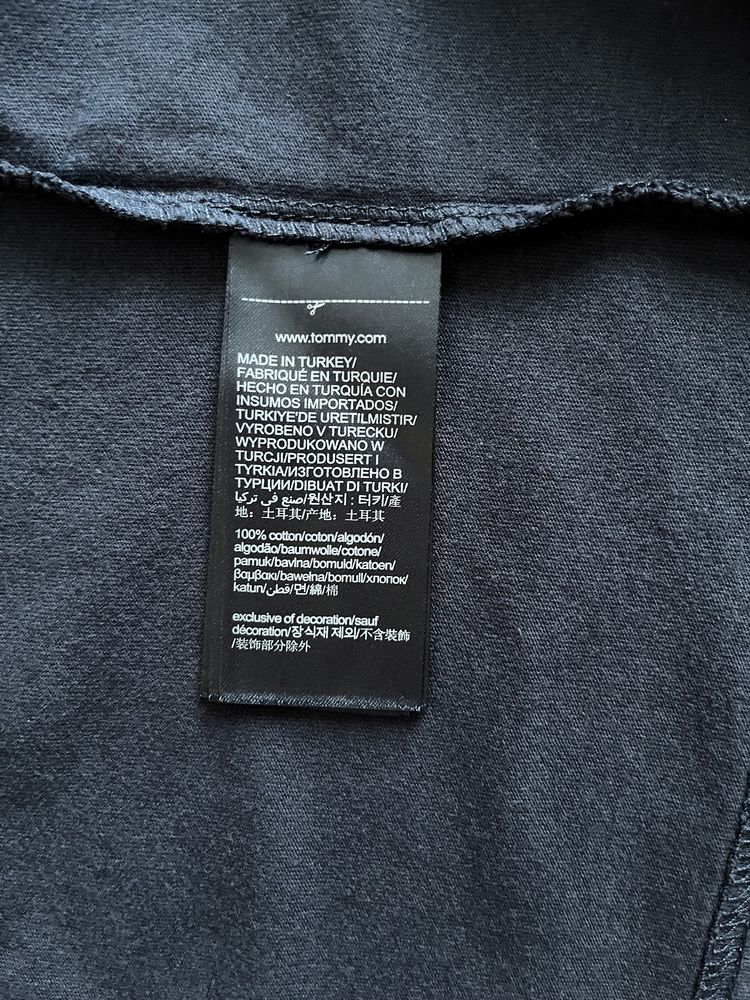 www.tommy.com
MADE IN TURKEY/
FABRIQUÉ EN TURQUIE/
HECHO EN TURQUÍA CON
INSUMOS IMPORTADOS/
TURKIYE'DE URETILMISTIR/
VYROBENO V TURECKU/
WYPRODUKOWANO W
TURCJI/PRODUSERT I
TYRKIA/ИЗГОТОВЛЕНО В
ТУРЦИИ/DIBUAT DI TURKI/
صنع في تركيا/원산지 : 터키/產
地：土耳其/产地：土耳其
100% cotton/coton/algodón/
algodão/baumwolle/cotone/
pamuk/bavlna/bomuld/katoen/
βαμβακι/bawełna/bomull/хлопок/
katun/قطن/면/綿/棉
exclusive of decoration/sauf
décoration/장식재 제외/不含裝飾
/装饰部分除外